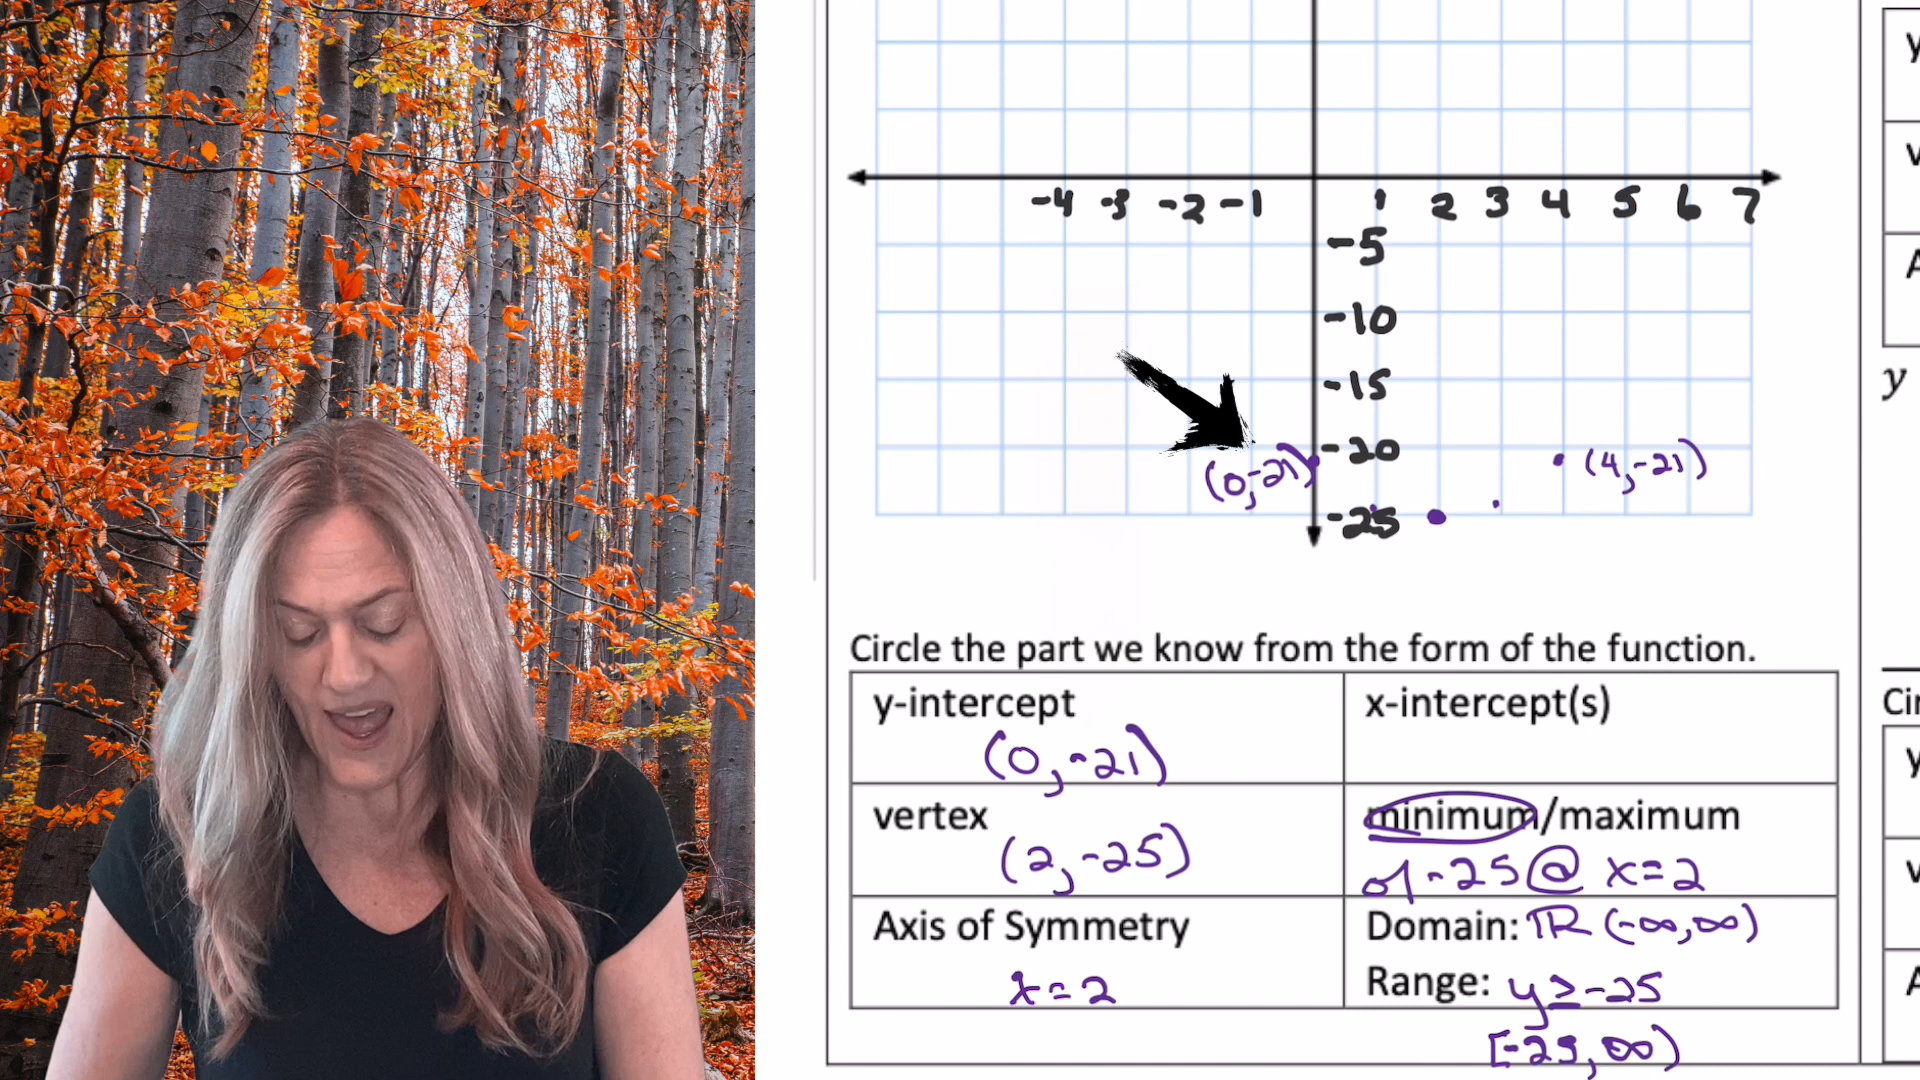 -4 -3 -2 -1 1 2 3 4 5 6 7
-5
-10
-15
-20
-25
(0,-21)
(4,-21)
Circle the part we know from the form of the function.
y-intercept
(0,-21)
x-intercept(s)
vertex
(2,-25)
minimum/maximum
of -25 @ x=2
Axis of Symmetry
x=2
Domain: ℝ (-∞,∞)
Range: y≥-25
[-25,∞)
y